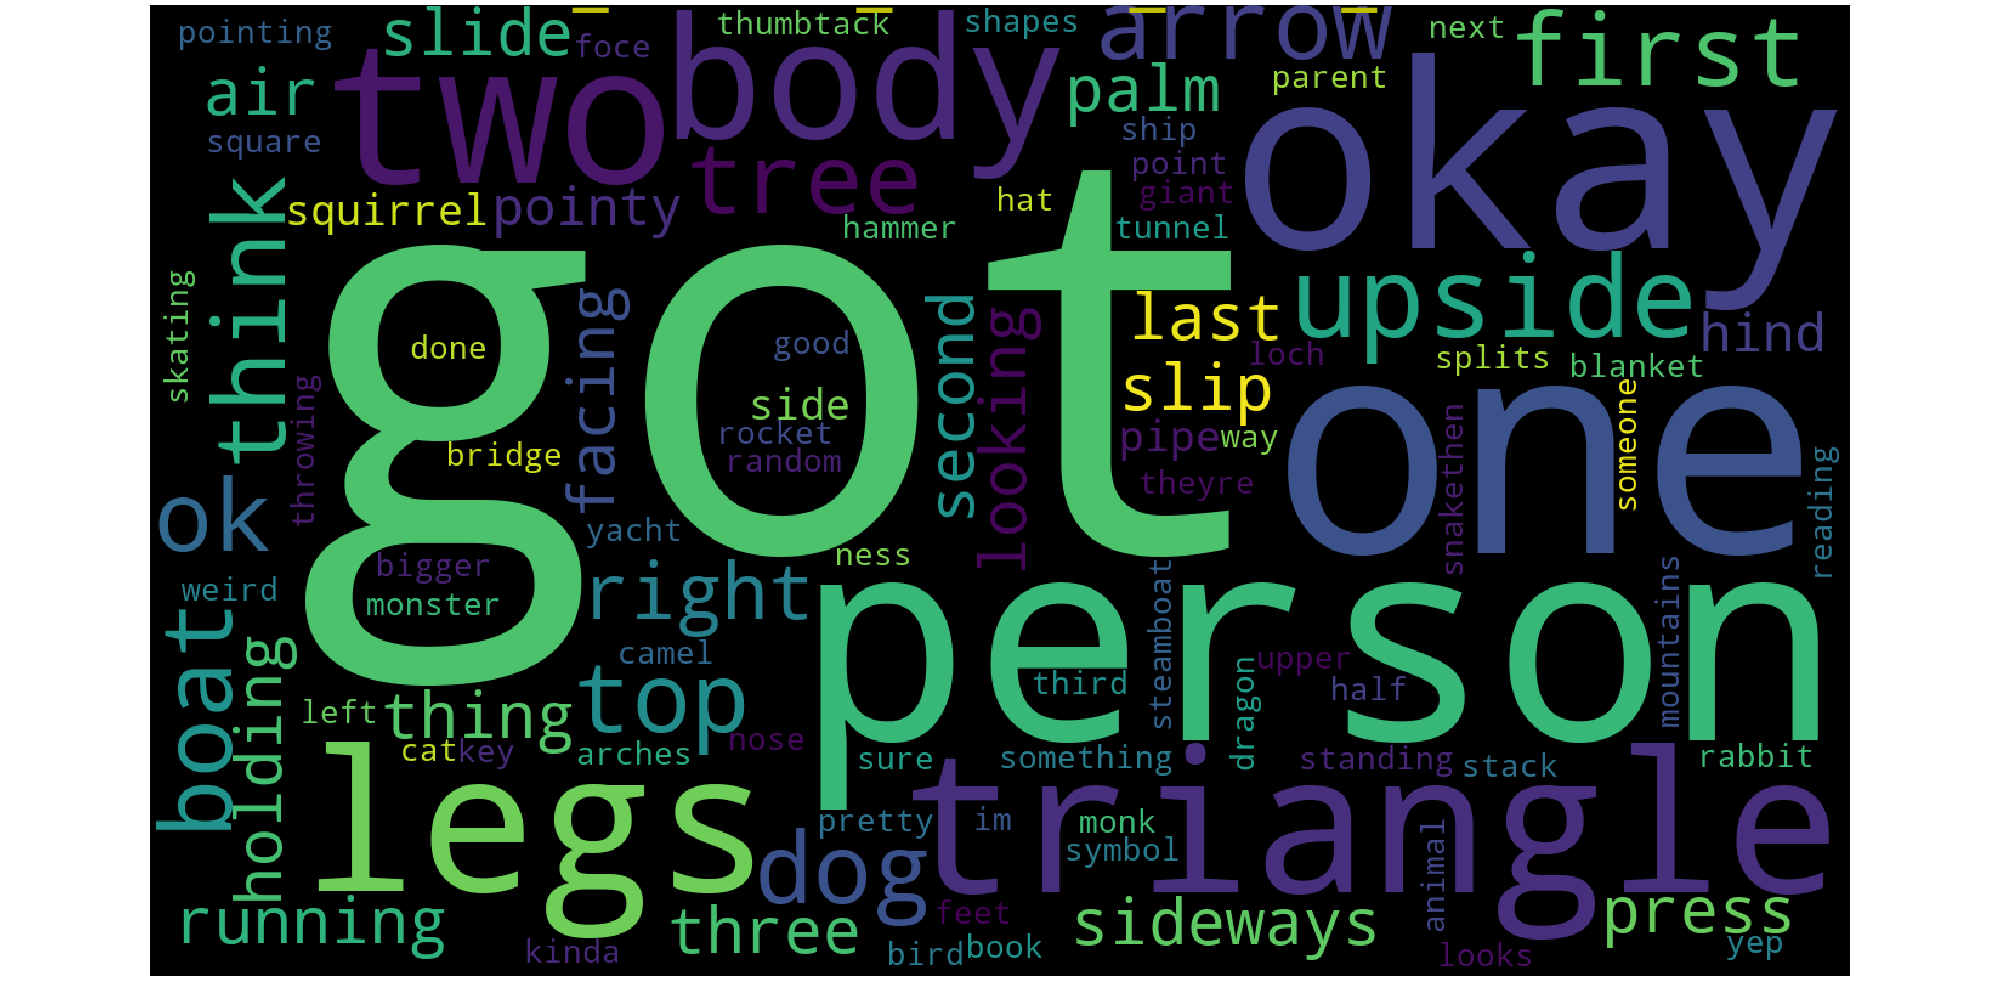 pointing
slide
foce
thumbtack
shapes
arrow
next
first
air
two
body
palm
parent
okay
square
tree
ship
point
giant
think
squirrel
pointy
hat
hammer
tunnel
got
upside
skating
facing
second
looking
last
hind
done
good
loch
splits
blanket
slip
side
someone
one
throwing
bridge
rocket
random
pipe
way
snakethen
reading
ok
theyre
yacht
ness
bigger
right
person
weird
monster
boat
holding
camel
steamboat
upper
mountains
left
thing
top
third
half
dragon
nose
cat
key
arches
sure
something
standing
stack
rabbit
legs
triangle
dog
pretty
im
monk
symbol
animal
running
three
feet
sideways
press
kinda
bird
book
looks
yep